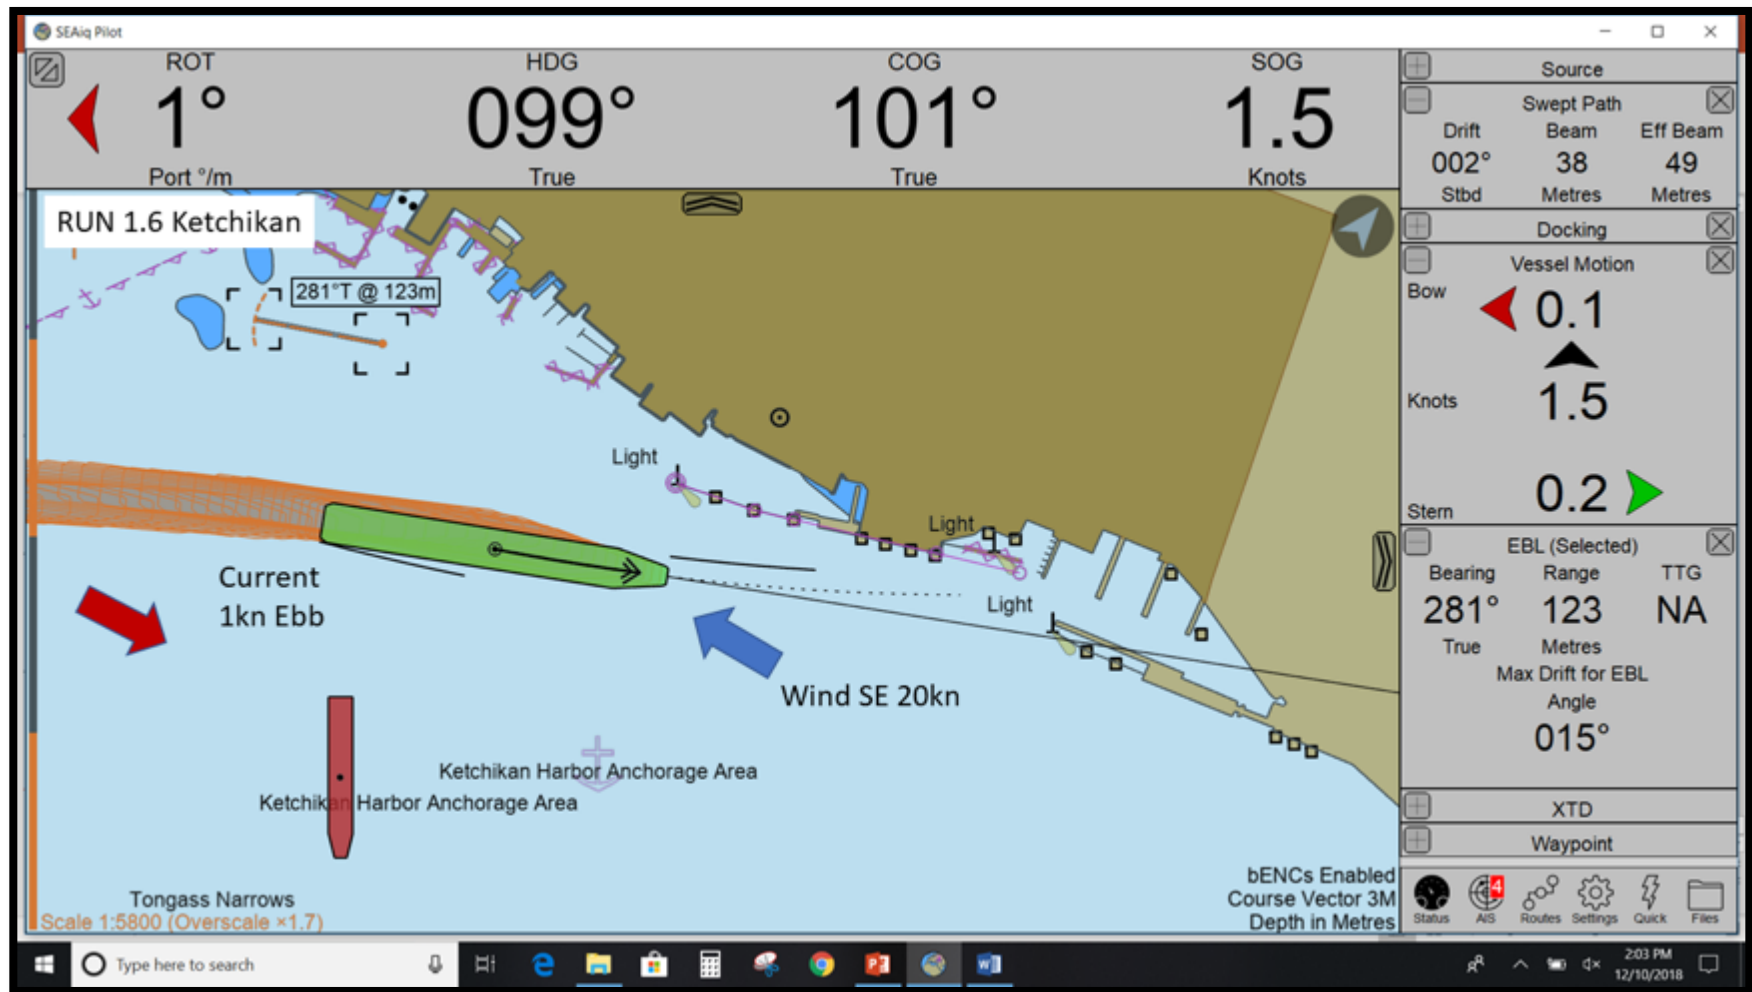 SEAiq Pilot
ROT HDG COG SOG
1° 099° 101° 1.5
Port °/m True True Knots
RUN 1.6 Ketchikan
281°T @ 123m
Light
Light
Light
Current
1kn Ebb
Wind SE 20kn
Ketchikan Harbor Anchorage Area
Ketchikan Harbor Anchorage Area
Tongass Narrows
Scale 1:5800 (Overscale ×1.7)
bENCs Enabled
Course Vector 3M
Depth in Metres
Source
Swept Path
Drift Beam Eff Beam
002° 38 49
Stbd Metres Metres
Docking
Vessel Motion
Bow
0.1
Knots 1.5
Stern 0.2
EBL (Selected)
Bearing Range TTG
281° 123 NA
True Metres
Max Drift for EBL
Angle
015°
XTD
Waypoint
4
Status AIS Routes Settings Quick Files
Type here to search
2:03 PM
12/10/2018